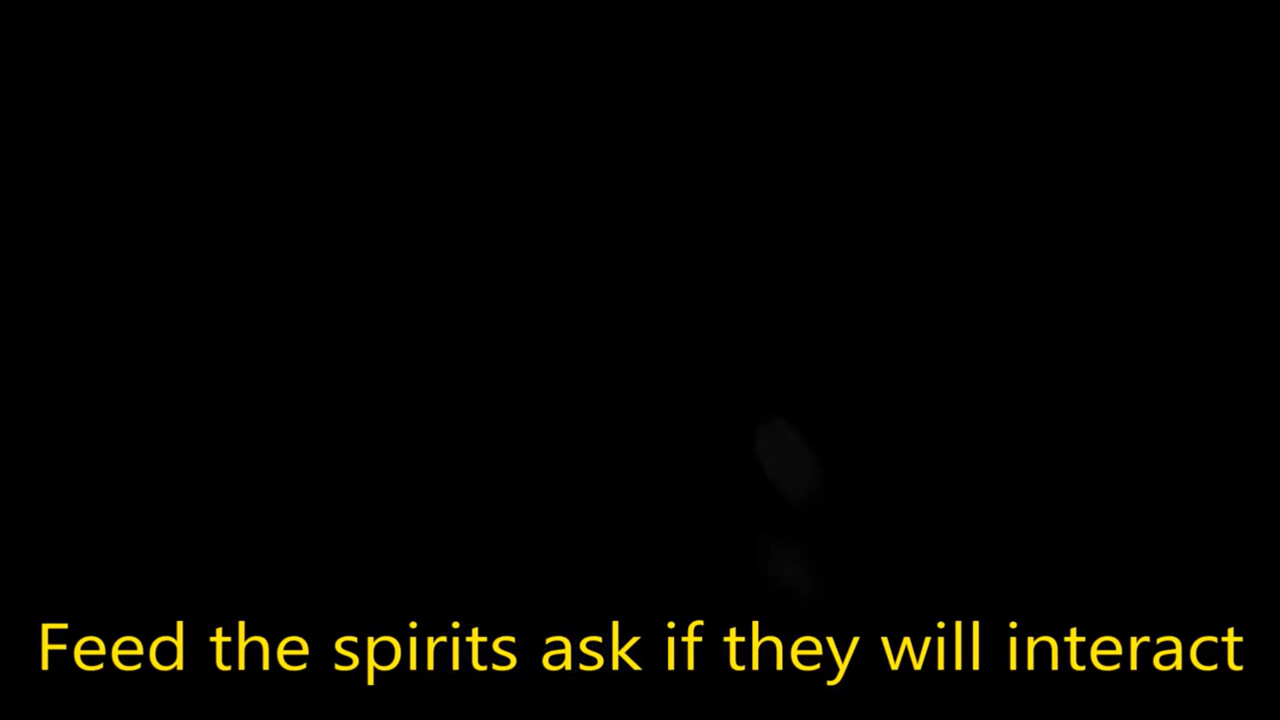 Feed the spirits ask if they will interact